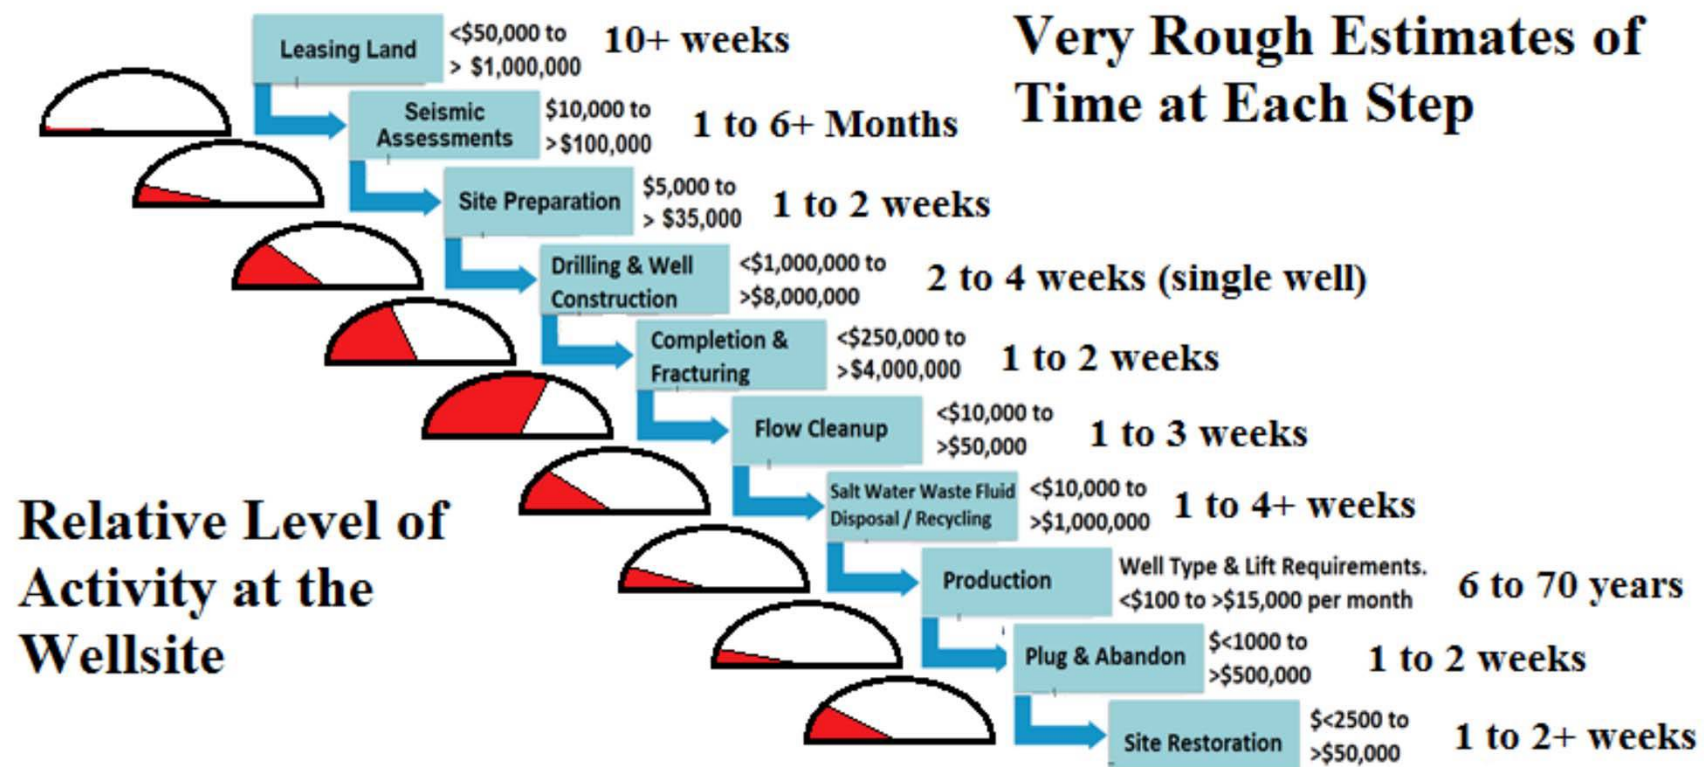 Very Rough Estimates of
Time at Each Step
Leasing Land
<$50,000 to
> $1,000,000
10+ weeks
Seismic
Assessments
$10,000 to
>$100,000
1 to 6+ Months
Site Preparation
$5,000 to
> $35,000
1 to 2 weeks
Drilling & Well
Construction
<$1,000,000 to
>$8,000,000
2 to 4 weeks (single well)
Completion &
Fracturing
<$250,000 to
>$4,000,000
1 to 2 weeks
Flow Cleanup
<$10,000 to
>$50,000
1 to 3 weeks
Salt Water Waste Fluid
Disposal / Recycling
<$10,000 to
>$1,000,000
1 to 4+ weeks
Production
Well Type & Lift Requirements.
<$100 to >$15,000 per month
6 to 70 years
Plug & Abandon
$<1000 to
>$500,000
1 to 2 weeks
Site Restoration
$<2500 to
>$50,000
1 to 2+ weeks
Relative Level of
Activity at the
Wellsite